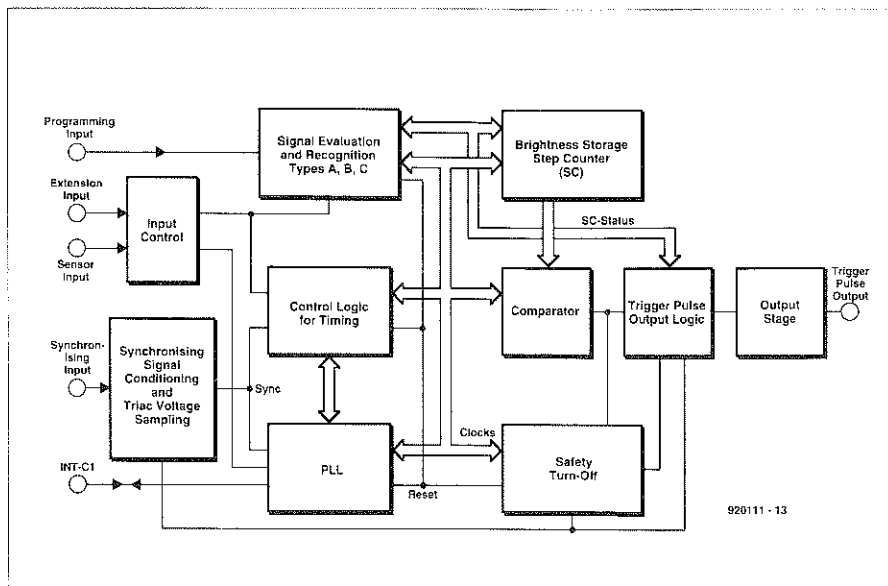 Programming
Input
Extension
Input
Sensor
Input
Synchron-
ising
Input
INT-C1
Input
Control
Synchronising
Signal
Conditioning
and
Triac Voltage
Sampling
Signal Evaluation
and Recognition
Types A, B, C
Control Logic
for Timing
Sync
PLL
Reset
Clocks
Brightness Storage
Step Counter
(SC)
SC-Status
Comparator
Trigger Pulse
Output Logic
Output
Stage
Trigger
Pulse
Output
Safety
Turn-Off
920111 - 13